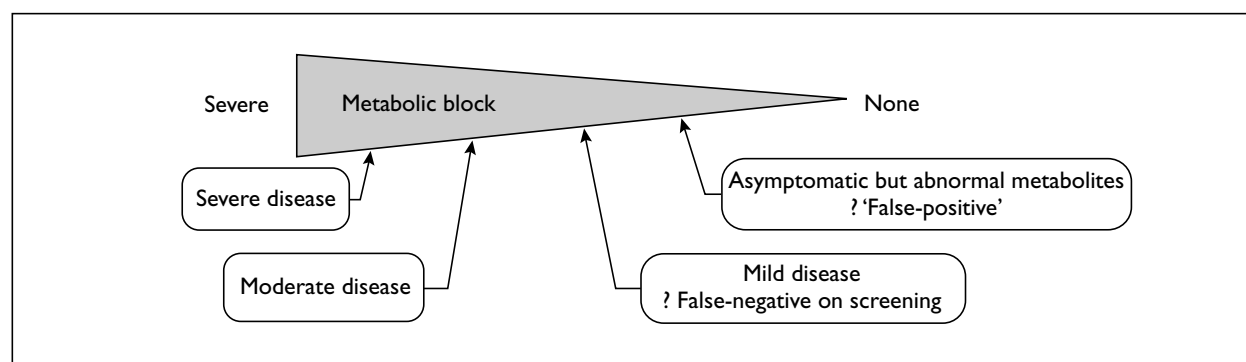 Severe
Metabolic block
None
Severe disease
Asymptomatic but abnormal metabolites
? ‘False-positive’
Moderate disease
Mild disease
? False-negative on screening